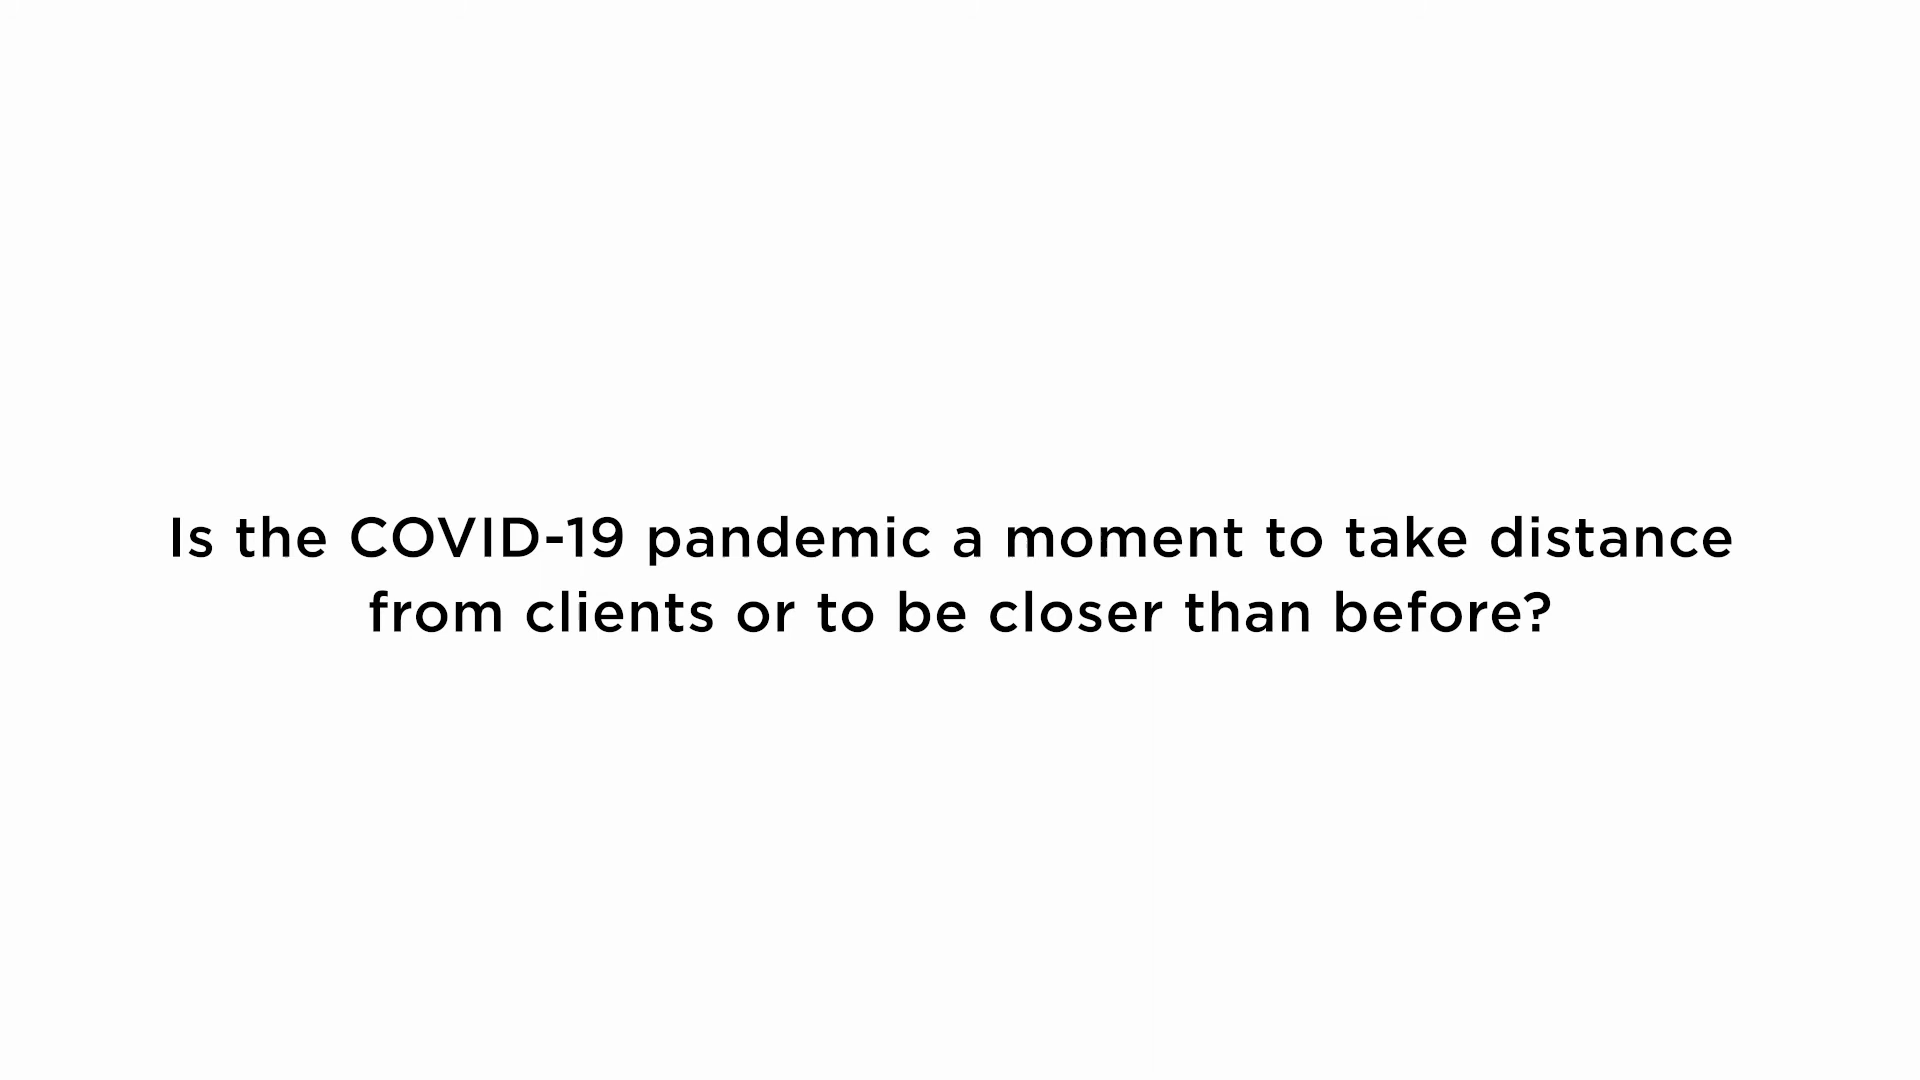 Is the COVID-19 pandemic a moment to take distance
from clients or to be closer than before?